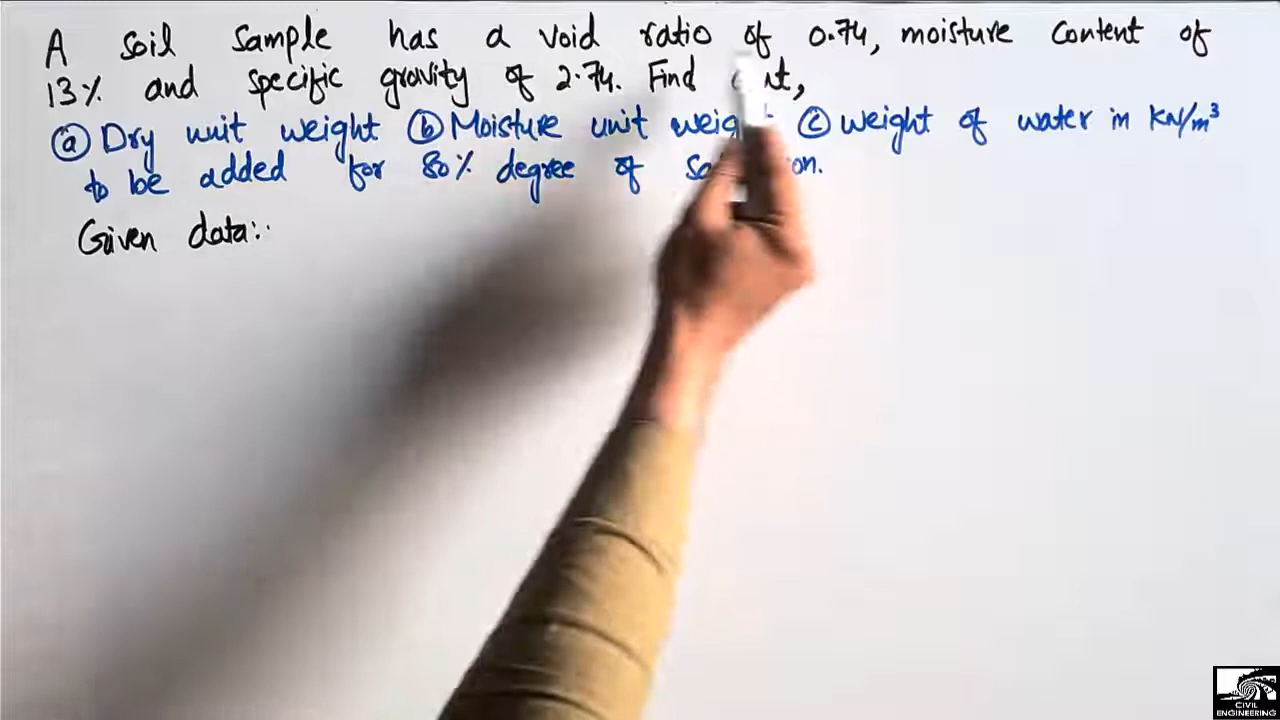 A soil sample has a void ratio of 0.74, moisture content of
13% and specific gravity of 2.74. Find
ⓐ Dry unit weight ⓑ Moisture unit ⓒ weight of water in KN/m³
to be added for 80% degree of
Given data:-
CIVIL
ENGINEERING